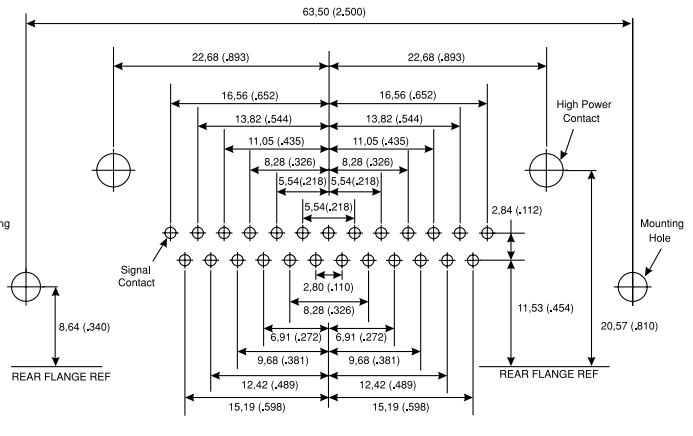 63,50 (2.500)
22,68 (.893) 22,68 (.893)
16,56 (.652) 16,56 (.652)
High Power
Contact
13,82 (.544) 13,82 (.544)
11,05 (.435) 11,05 (.435)
8,28 (.326) 8,28 (.326)
5,54(.218) 5,54(.218)
5,54(.218)
2,84 (.112)
ng
Mounting
Hole
Signal
Contact
2,80 (.110)
8,28 (.326)
11,53 (.454)
20,57 (.810)
8,64 (.340)
6,91 (.272) 6,91 (.272)
9,68 (.381) 9,68 (.381)
REAR FLANGE REF
REAR FLANGE REF
12,42 (.489) 12,42 (.489)
15,19 (.598) 15,19 (.598)